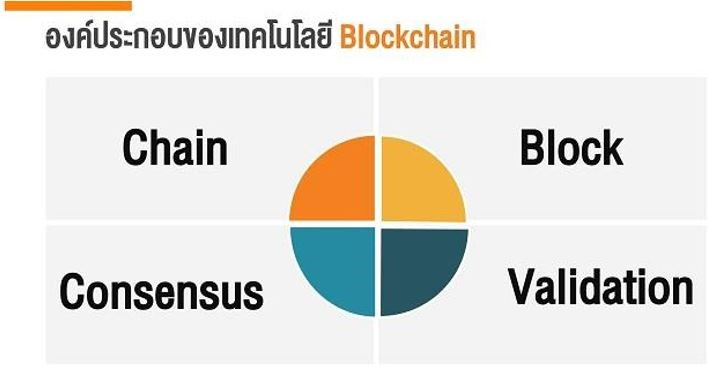 องค์ประกอบของเทคโนโลยี Blockchain
Chain
Block
Consensus
Validation